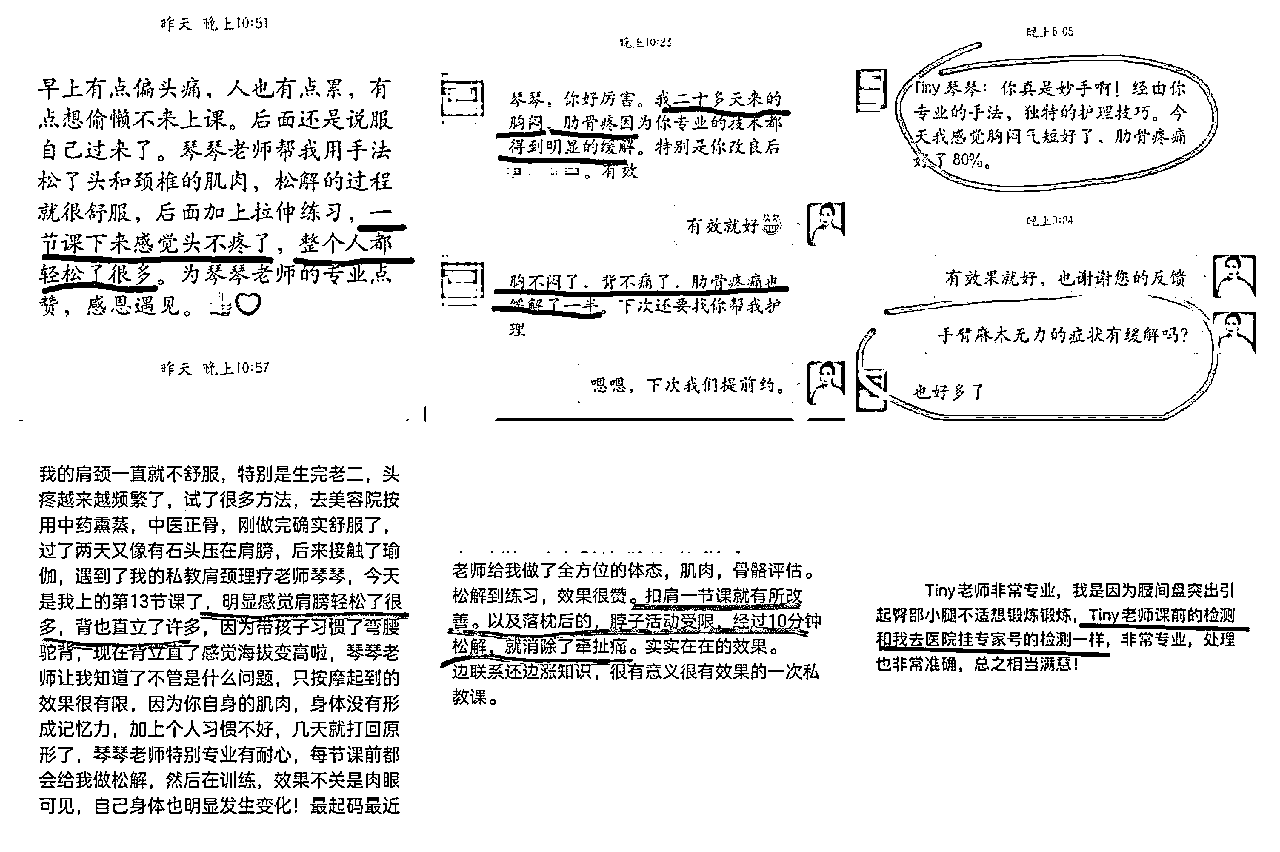 昨天 晚上10:51
早上有点偏头痛，人也有点累，有
点想偷懒不来上课。后面还是说服
自己过来了。琴琴老师帮我用手法
松了头和颈椎的肌肉，松解的过程
就很舒服，后面加上拉伸练习，一
节课下来感觉头不疼了，整个人都
轻松了很多。为琴琴老师的专业点
赞，感恩遇见。
昨天 晚上10:57
晚上10:23
琴琴，你好厉害。我二十多天来的
胸闷、肋骨疼因为你专业的技术都
得到明显的缓解。特别是你改良后
。有效
有效就好
胸不闷了，背不痛了，肋骨疼痛也
缓解了一半。下次还要找你帮我护
理
嗯嗯，下次我们提前约。
晚上6:05
Tiny琴琴：你真是妙手啊！经由你
专业的手法，独特的护理技巧。今
天我感觉胸闷气短好了、肋骨疼痛
好了80%。
有效果就好，也谢谢您的反馈
手臂麻木无力的症状有缓解吗？
也好多了
我的肩颈一直就不舒服，特别是生完老二，头
疼越来越频繁了，试了很多方法，去美容院按
用中药熏蒸，中医正骨，刚做完确实舒服了，
过了两天又像有石头压在肩膀，后来接触了瑜
伽，遇到了我的私教肩颈理疗老师琴琴，今天
是我上的第13节课了，明显感觉肩膀轻松了很
多，背也直立了许多，因为带孩子习惯了弯腰
驼背，现在背立直了感觉海拔变高啦，琴琴老
师让我知道了不管是什么问题，只按摩起到的
效果很有限，因为你自身的肌肉，身体没有形
成记忆力，加上个人习惯不好，几天就打回原
形了，琴琴老师特别专业有耐心，每节课前都
会给我做松解，然后在训练，效果不关是肉眼
可见，自己身体也明显发生变化！最起码最近
老师给我做了全方位的体态，肌肉，骨骼评估。
松解到练习，效果很赞。扣肩一节课就有所改
善。以及落枕后的，脖子活动受限，经过10分钟
松解，就消除了牵扯痛。实实在在的效果。
边联系还边涨知识，很有意义很有效果的一次私
教课。
Tiny老师非常专业，我是因为腰间盘突出引
起臀部小腿不适想锻炼锻炼，Tiny老师课前的检测
和我去医院挂专家号的检测一样，非常专业，处理
也非常准确，总之相当满意！